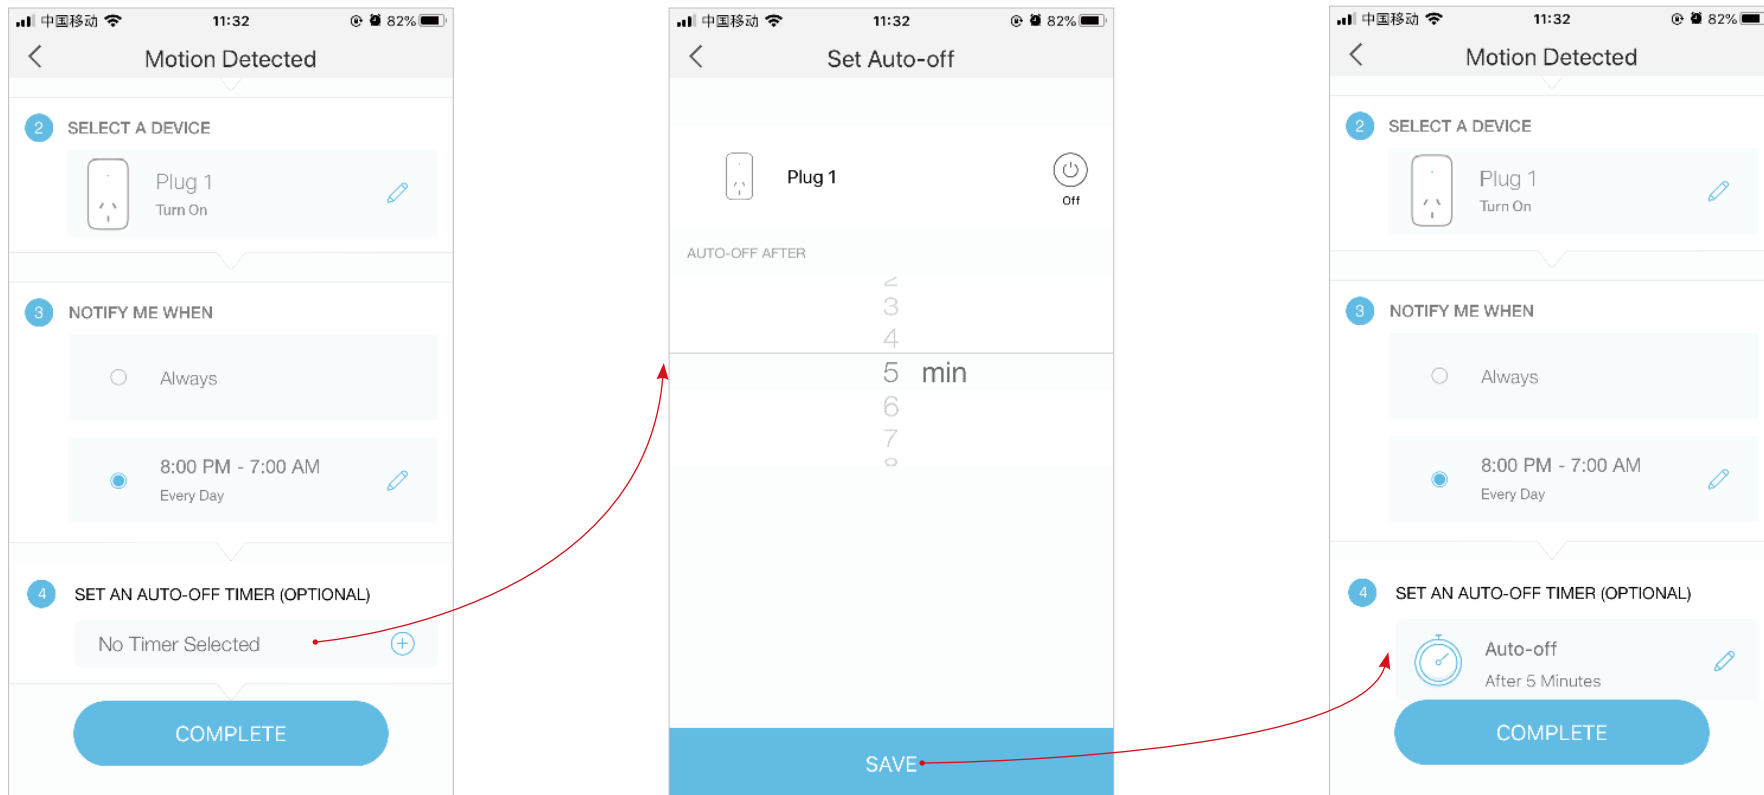 中国移动 11:32 82%
Motion Detected
2 SELECT A DEVICE
Plug 1
Turn On
3 NOTIFY ME WHEN
Always
8:00 PM - 7:00 AM
Every Day
4 SET AN AUTO-OFF TIMER (OPTIONAL)
No Timer Selected
COMPLETE
中国移动 11:32 82%
Set Auto-off
Plug 1
Off
AUTO-OFF AFTER
2
3
4
5 min
6
7
8
SAVE
中国移动 11:32 82%
Motion Detected
2 SELECT A DEVICE
Plug 1
Turn On
3 NOTIFY ME WHEN
Always
8:00 PM - 7:00 AM
Every Day
4 SET AN AUTO-OFF TIMER (OPTIONAL)
Auto-off
After 5 Minutes
COMPLETE